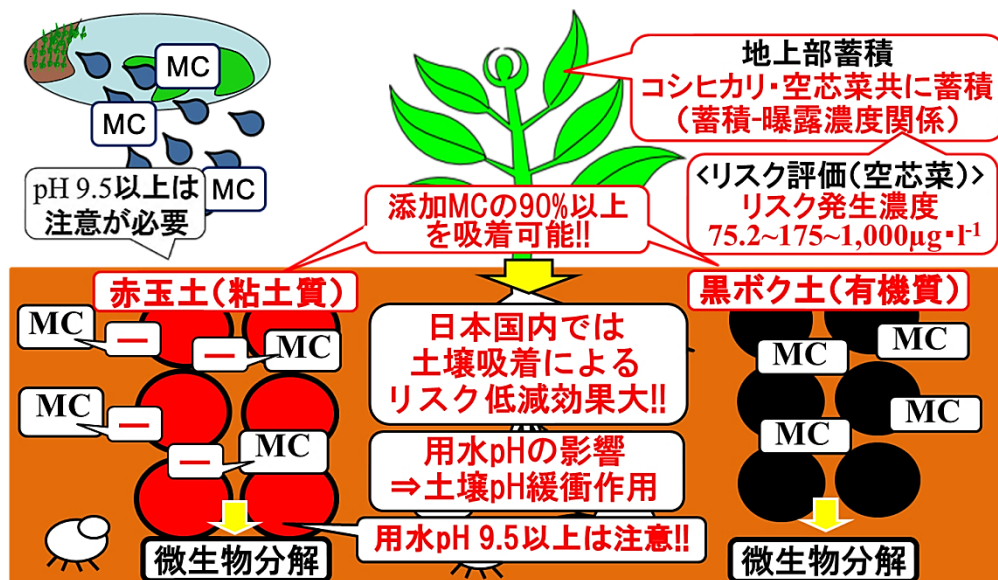 MC
MC
MC
pH 9.5以上は
注意が必要
地上部蓄積
コシヒカリ・空芯菜共に蓄積
（蓄積-曝露濃度関係）
<リスク評価（空芯菜）>
リスク発生濃度
75.2~175~1,000µg・l⁻¹
添加MCの90%以上
を吸着可能!!
赤玉土（粘土質）
黒ボク土（有機質）
MC
ー
ー
MC
MC
ー
ー
MC
日本国内では
土壌吸着による
リスク低減効果大!!
用水pHの影響
⇒土壌pH緩衝作用
用水pH 9.5以上は注意!!
MC
MC
MC
MC
微生物分解
微生物分解